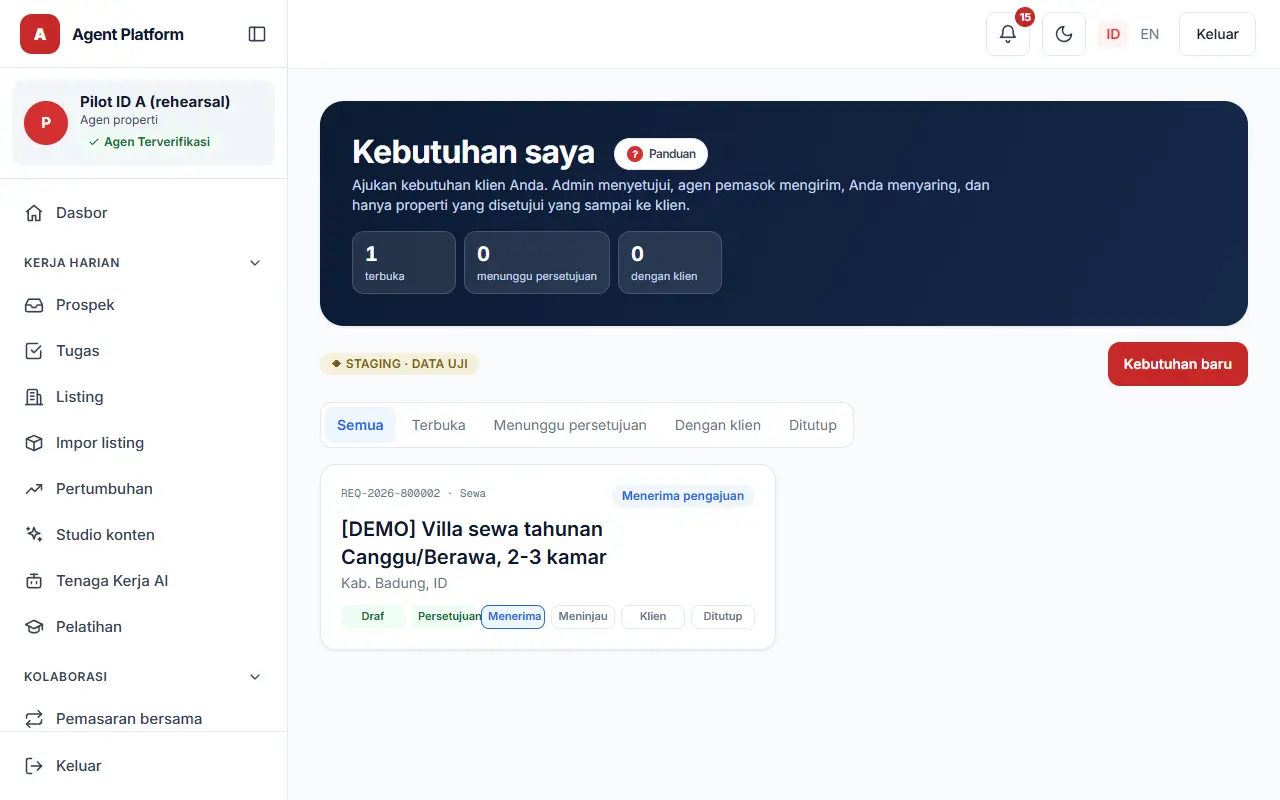 A
Agent Platform
15
ID
EN
Keluar
P
Pilot ID A (rehearsal)
Agen properti
Agen Terverifikasi
Dasbor
KERJA HARIAN
Prospek
Tugas
Listing
Impor listing
Pertumbuhan
Studio konten
Tenaga Kerja AI
Pelatihan
KOLABORASI
Pemasaran bersama
Keluar
Kebutuhan saya
? Panduan
Ajukan kebutuhan klien Anda. Admin menyetujui, agen pemasok mengirim, Anda menyaring, dan
hanya properti yang disetujui yang sampai ke klien.
1
terbuka
0
menunggu persetujuan
0
dengan klien
STAGING · DATA UJI
Kebutuhan baru
Semua
Terbuka
Menunggu persetujuan
Dengan klien
Ditutup
REQ-2026-800002 · Sewa
Menerima pengajuan
[DEMO] Villa sewa tahunan
Canggu/Berawa, 2-3 kamar
Kab. Badung, ID
Draf
Persetujuan
Menerima
Meninjau
Klien
Ditutup